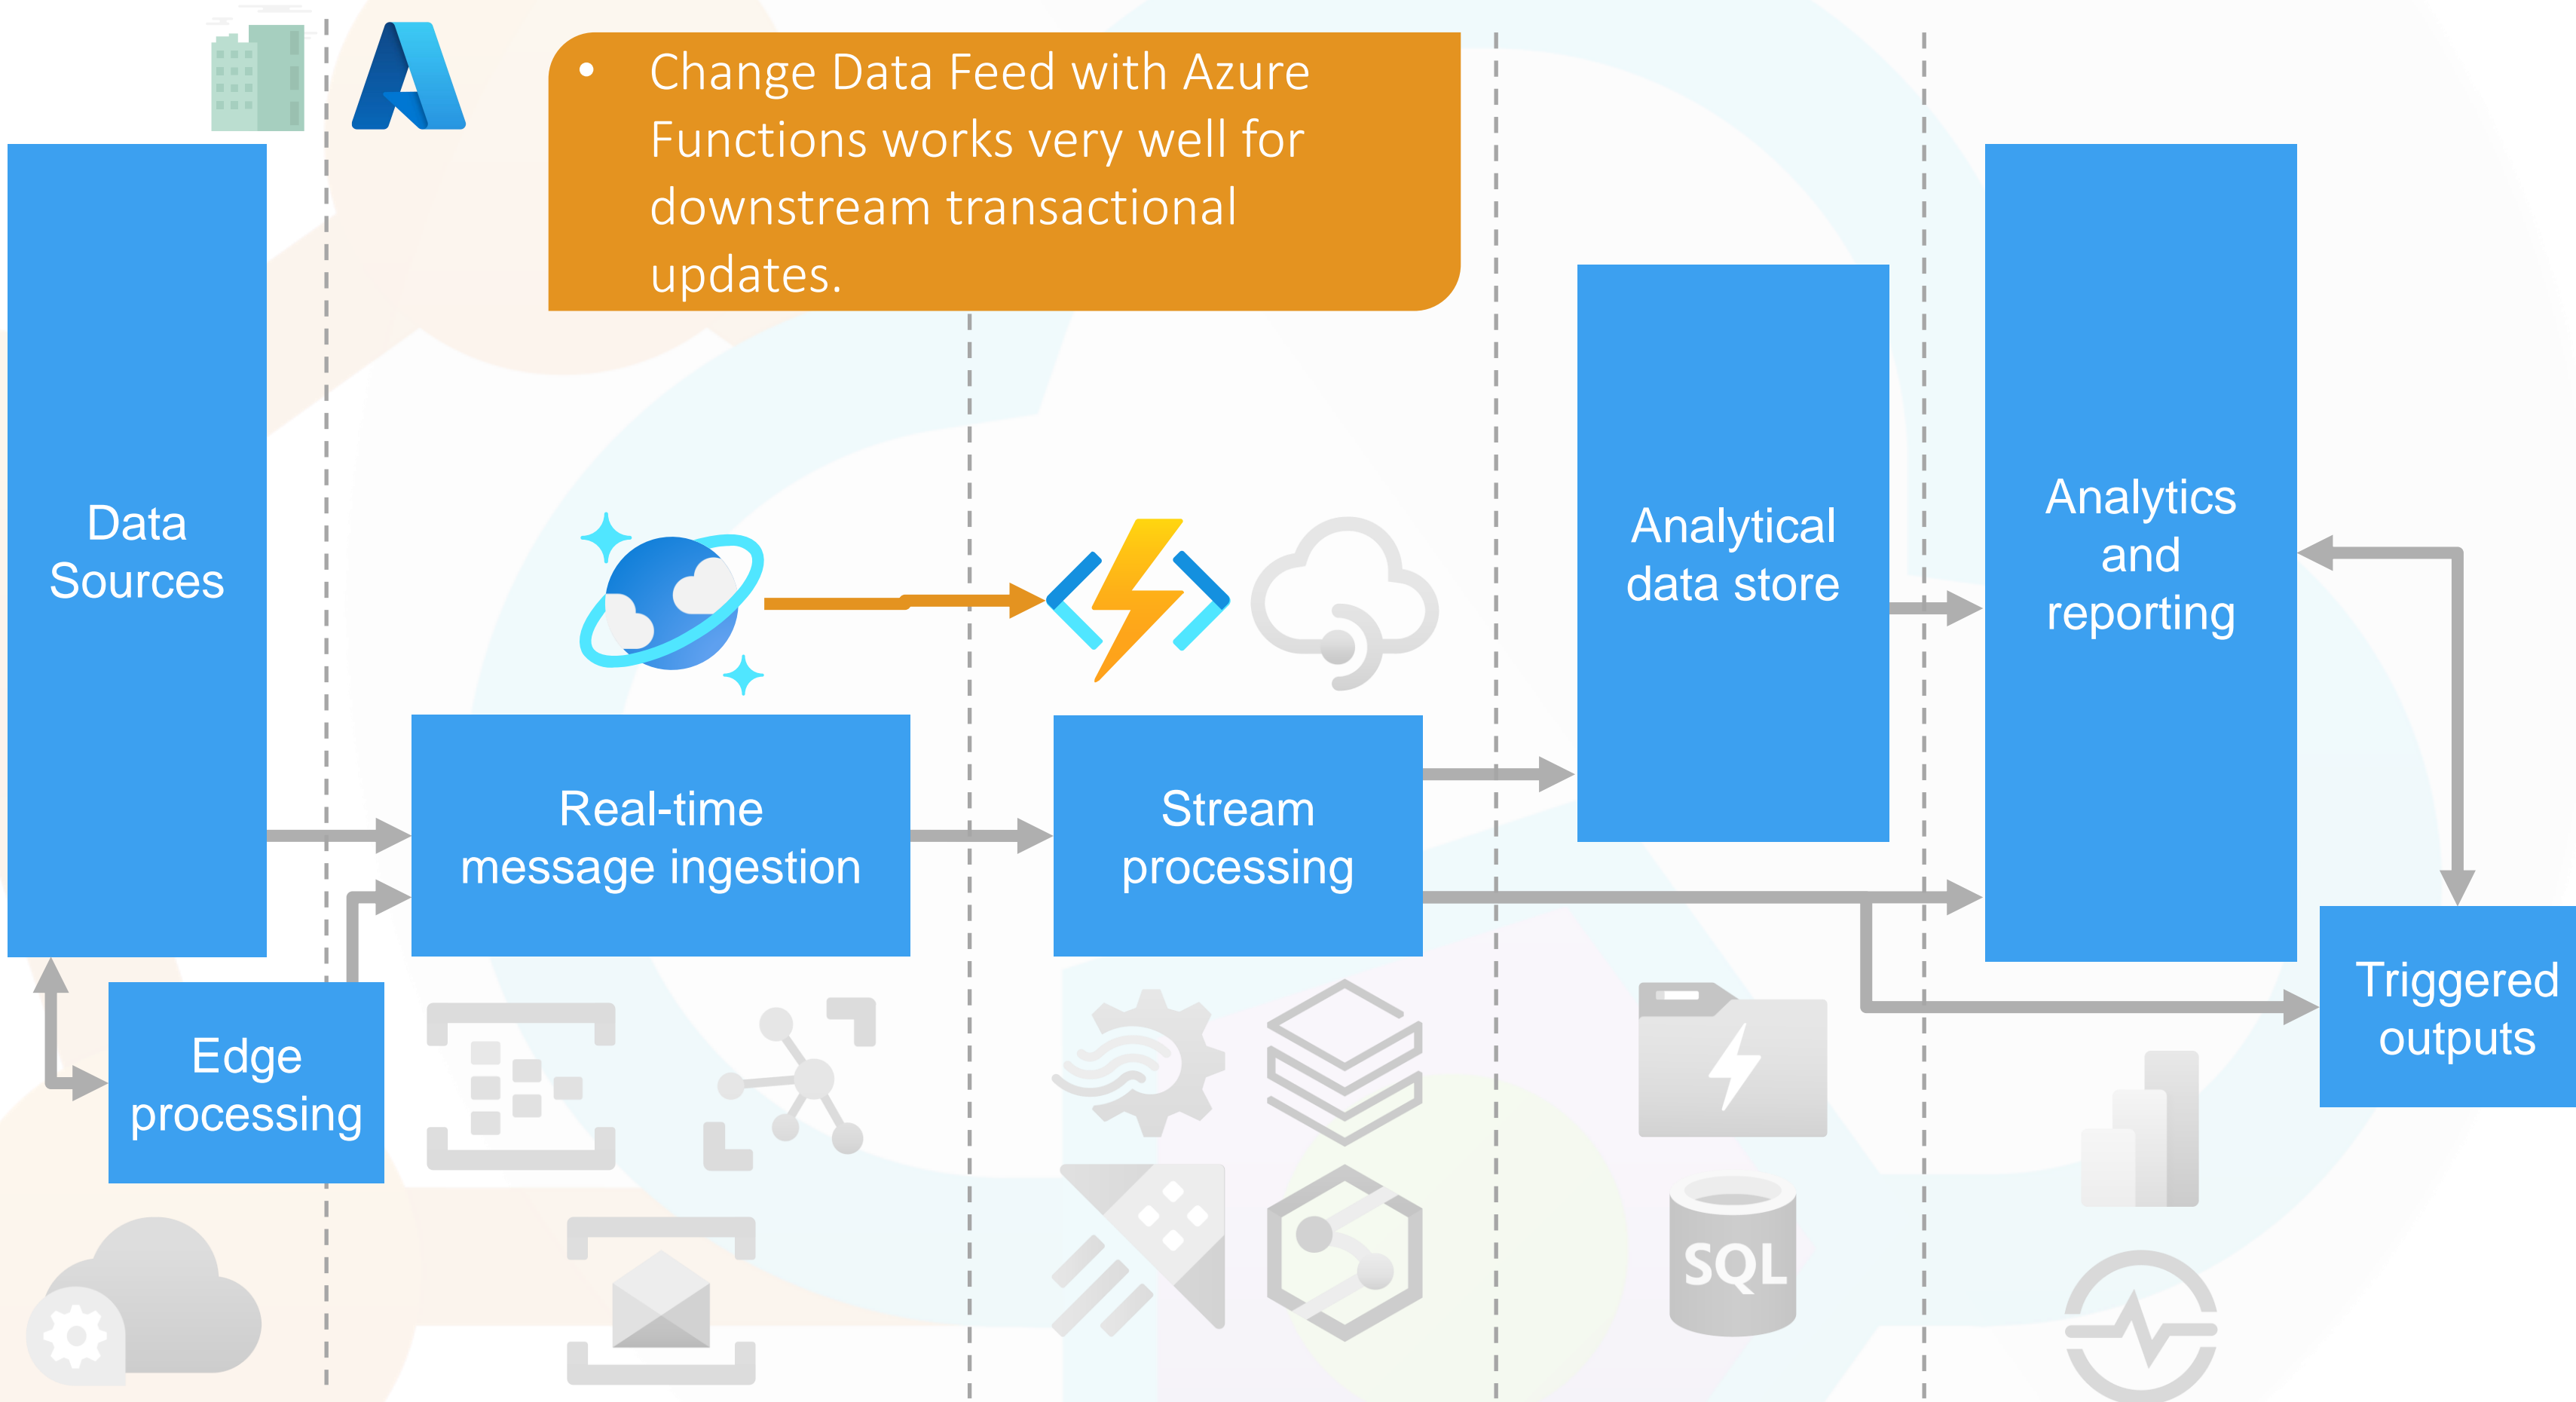 • Change Data Feed with Azure
Functions works very well for
downstream transactional
updates.
Data
Sources
Edge
processing
Real-time
message ingestion
Stream
processing
Analytical
data store
Analytics
and
reporting
Triggered
outputs
SQL